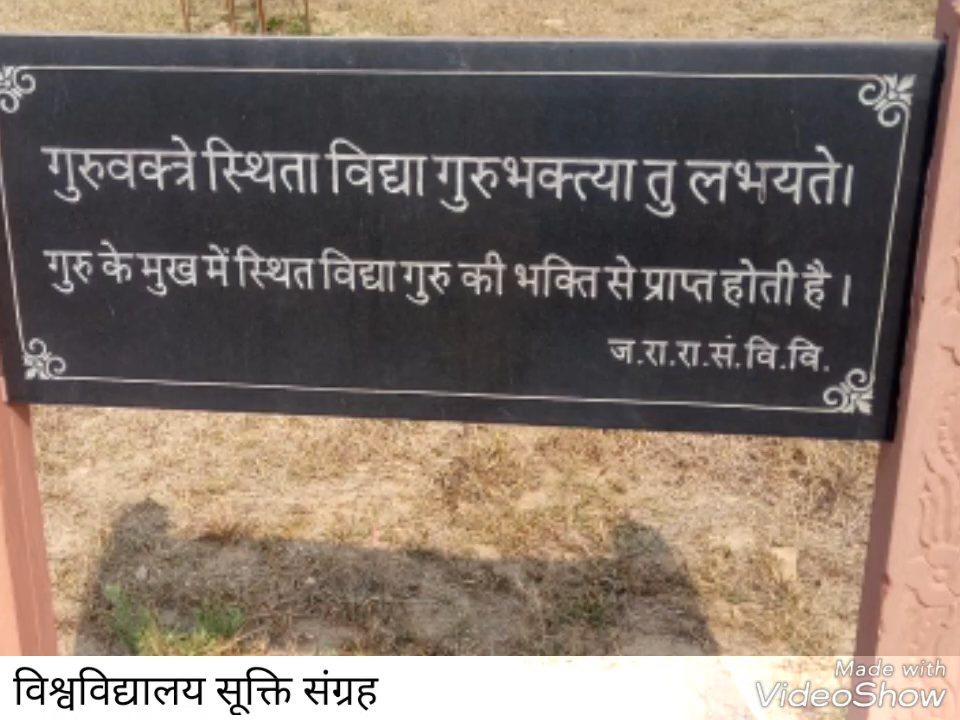 गुरुवक्त्रे स्थिता विद्या गुरुभक्त्या तु लभयते।
गुरु के मुख में स्थित विद्या गुरु की भक्ति से प्राप्त होती है।
ज.रा.रा.सं.वि.वि.
विश्वविद्यालय सूक्ति संग्रह
Made with
VideoShow